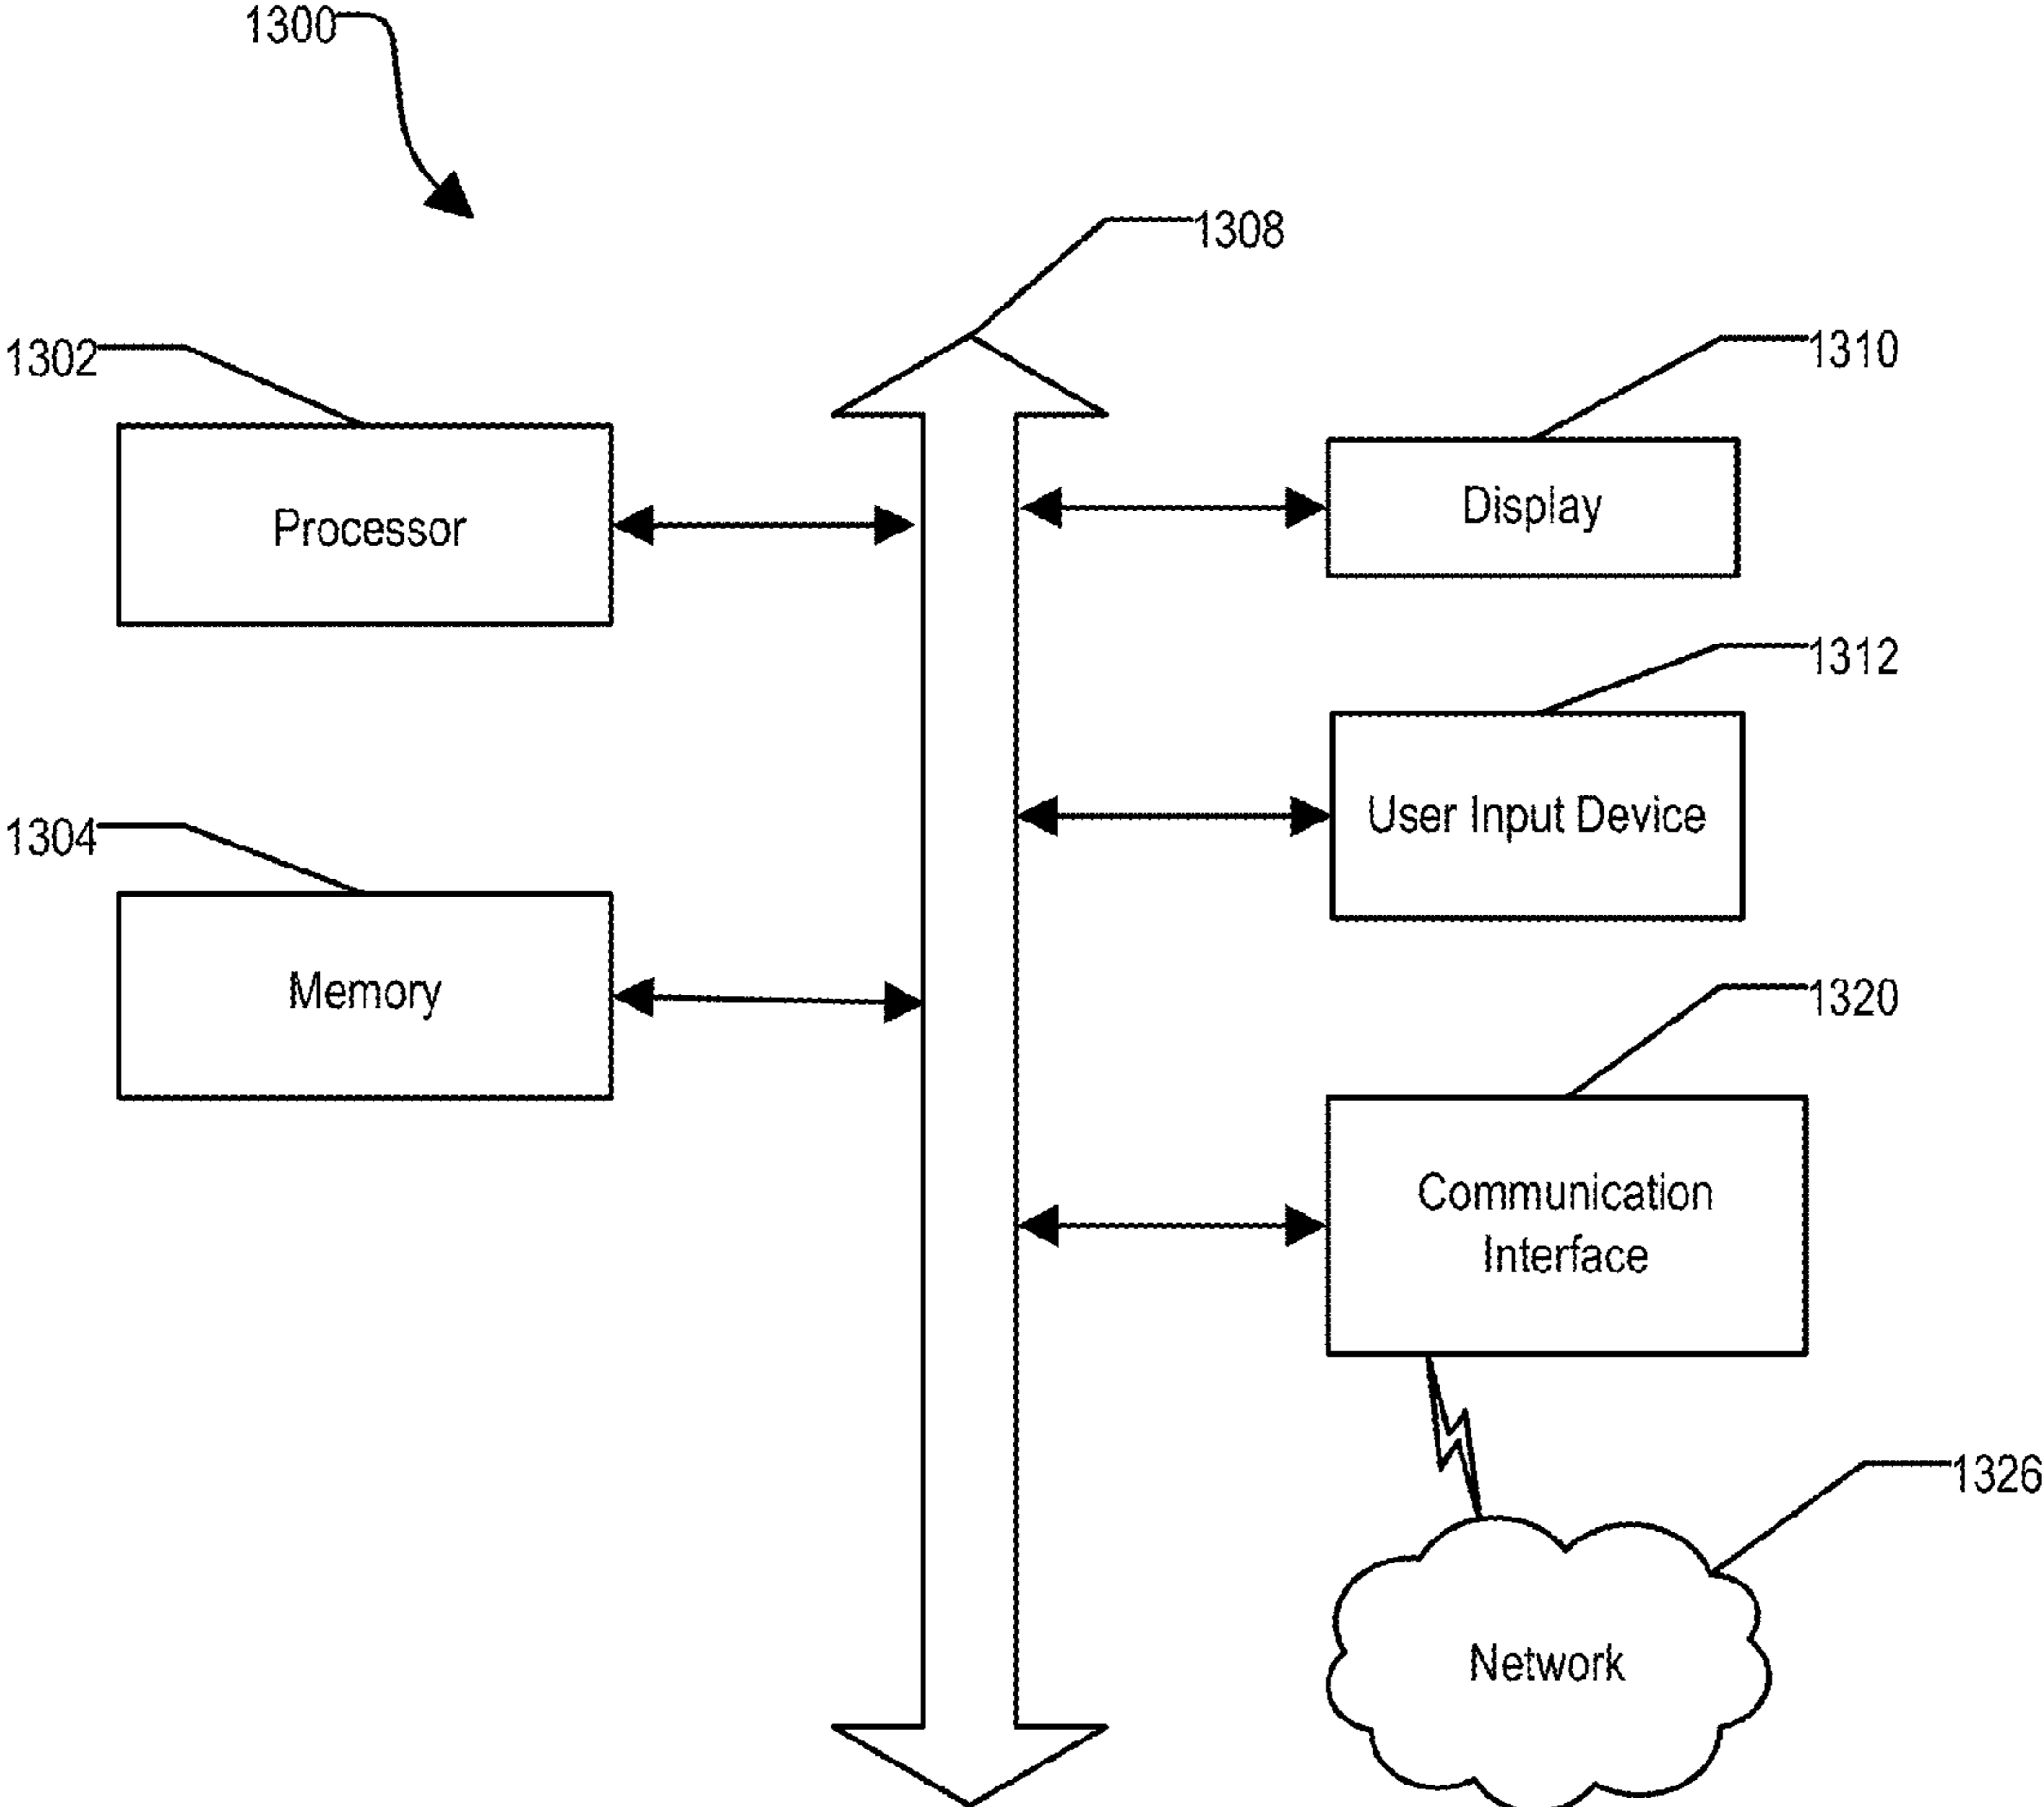 1300
1308
1302
1310
Processor
Display
1312
1304
User Input Device
Memory
1320
Communication
Interface
1326
Network